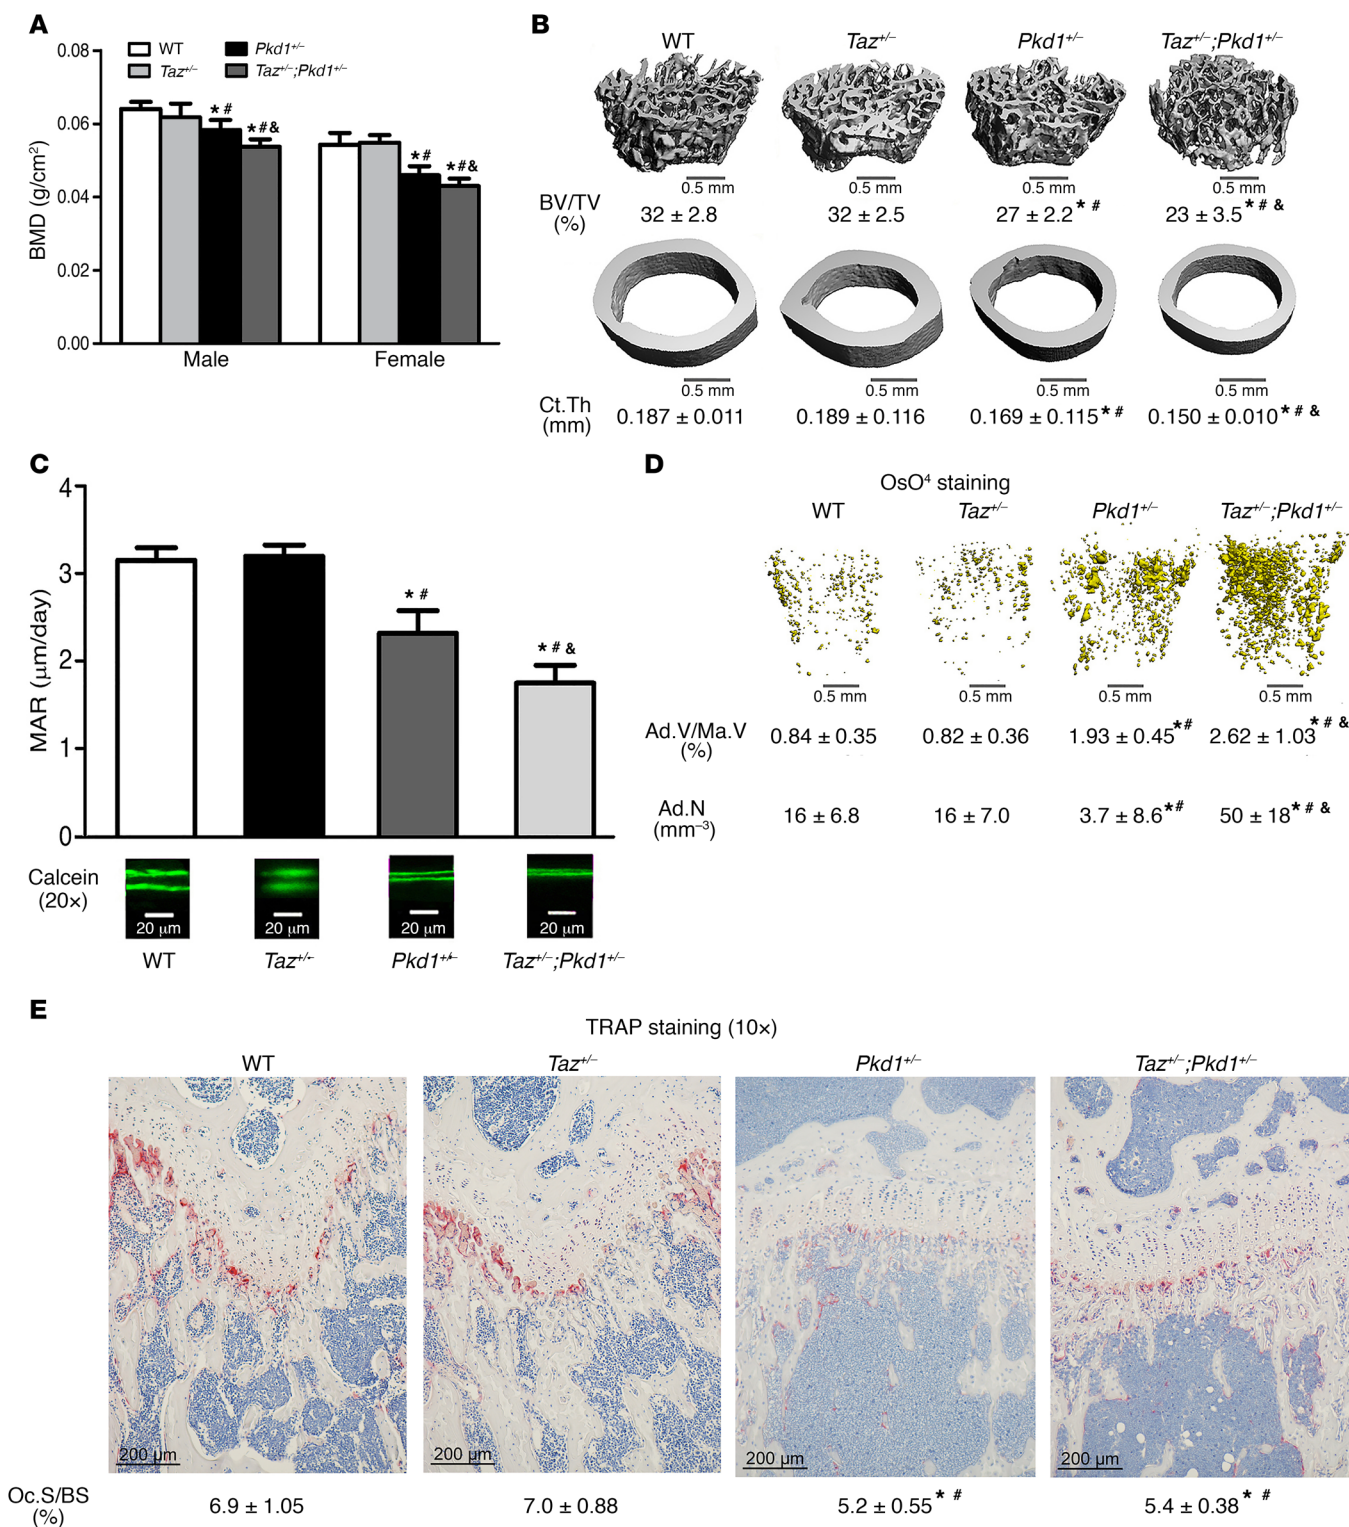 A
WT
Pkd1+/–
Taz+/–
Taz+/–;Pkd1+/–
0.08
0.06
0.04
0.02
0.00
BMD (g/cm2)
* #
* # &
* #
* # &
Male Female
B
WT Taz+/– Pkd1+/– Taz+/–;Pkd1+/–
0.5 mm 0.5 mm 0.5 mm 0.5 mm
BV/TV
(%)
32 ± 2.8 32 ± 2.5 27 ± 2.2* # 23 ± 3.5* # &
0.5 mm 0.5 mm 0.5 mm 0.5 mm
Ct.Th
(mm)
0.187 ± 0.011 0.189 ± 0.116 0.169 ± 0.115* # 0.150 ± 0.010* # &
C
4
3
2
1
0
MAR (µm/day)
* #
* # &
Calcein
(20×)
20 µm 20 µm 20 µm 20 µm
WT Taz+/– Pkd1+/– Taz+/–;Pkd1+/–
D
OsO4 staining
WT Taz+/– Pkd1+/– Taz+/–;Pkd1+/–
0.5 mm 0.5 mm 0.5 mm 0.5 mm
Ad.V/Ma.V
(%)
0.84 ± 0.35 0.82 ± 0.36 1.93 ± 0.45*# 2.62 ± 1.03* # &
Ad.N
(mm–3)
16 ± 6.8 16 ± 7.0 3.7 ± 8.6*# 50 ± 18* # &
E
TRAP staining (10×)
WT Taz+/– Pkd1+/– Taz+/–;Pkd1+/–
200 µm 200 µm 200 µm 200 µm
Oc.S/BS
(%)
6.9 ± 1.05 7.0 ± 0.88 5.2 ± 0.55* # 5.4 ± 0.38* #